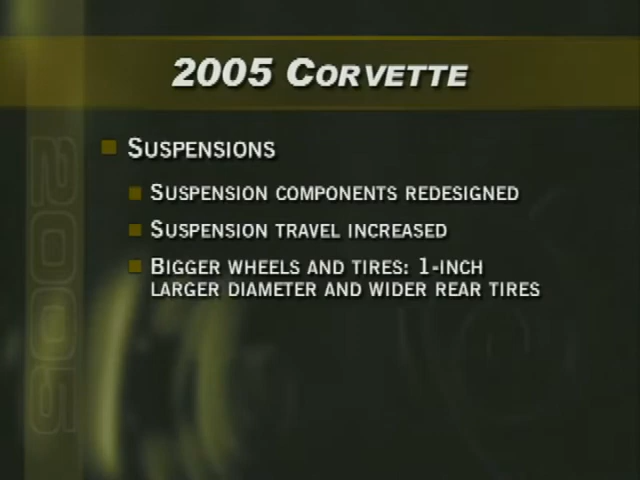 2005 CORVETTE
SUSPENSIONS
SUSPENSION COMPONENTS REDESIGNED
SUSPENSION TRAVEL INCREASED
BIGGER WHEELS AND TIRES: 1-INCH
LARGER DIAMETER AND WIDER REAR TIRES
2005